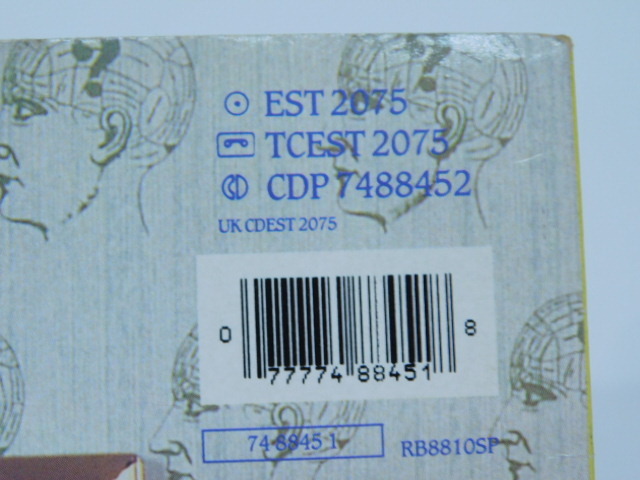 EST 2075
TCEST 2075
CDP 7488452
UK CDEST 2075
0 77774 88451 8
74 8845 1
RB8810SP